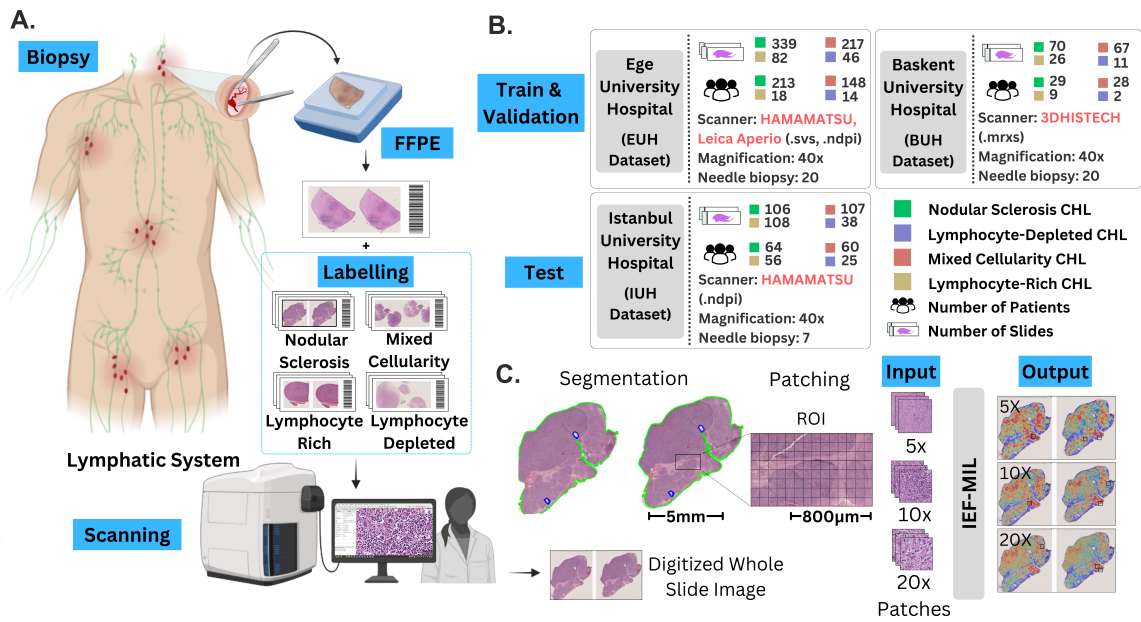 A.
Biopsy
FFPE
+
Labelling
Nodular
Sclerosis
Mixed
Cellularity
Lymphocyte
Rich
Lymphocyte
Depleted
Lymphatic System
Scanning
Digitized Whole
Slide Image
B.
Train &
Validation
Ege
University
Hospital
(EUH
Dataset)
339
82
217
46
213
18
148
14
Scanner: HAMAMATSU,
Leica Aperio (.svs, .ndpi)
Magnification: 40x
Needle biopsy: 20
Baskent
University
Hospital
(BUH
Dataset)
70
26
67
11
29
9
28
2
Scanner: 3DHISTECH
(.mrxs)
Magnification: 40x
Needle biopsy: 20
Test
Istanbul
University
Hospital
(IUH
Dataset)
106
108
107
38
64
56
60
25
Scanner: HAMAMATSU
(.ndpi)
Magnification: 40x
Needle biopsy: 7
Nodular Sclerosis CHL
Lymphocyte-Depleted CHL
Mixed Cellularity CHL
Lymphocyte-Rich CHL
Number of Patients
Number of Slides
C.
Segmentation
Patching
ROI
5mm
800μm
Input
5x
10x
20x
Patches
IEF-MIL
Output
5X
10X
20X